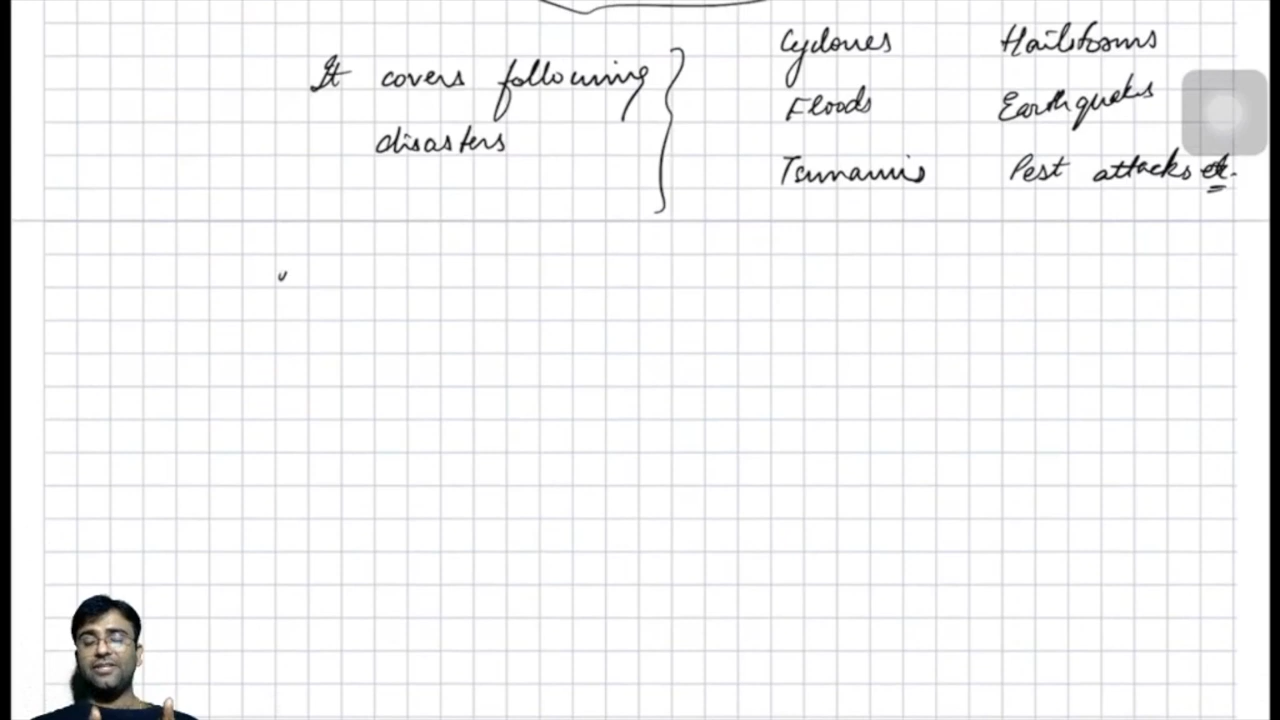 It covers following
disasters
Cyclones Hailstorms
Floods Earthquakes
Tsunamis Pest attacks etc.